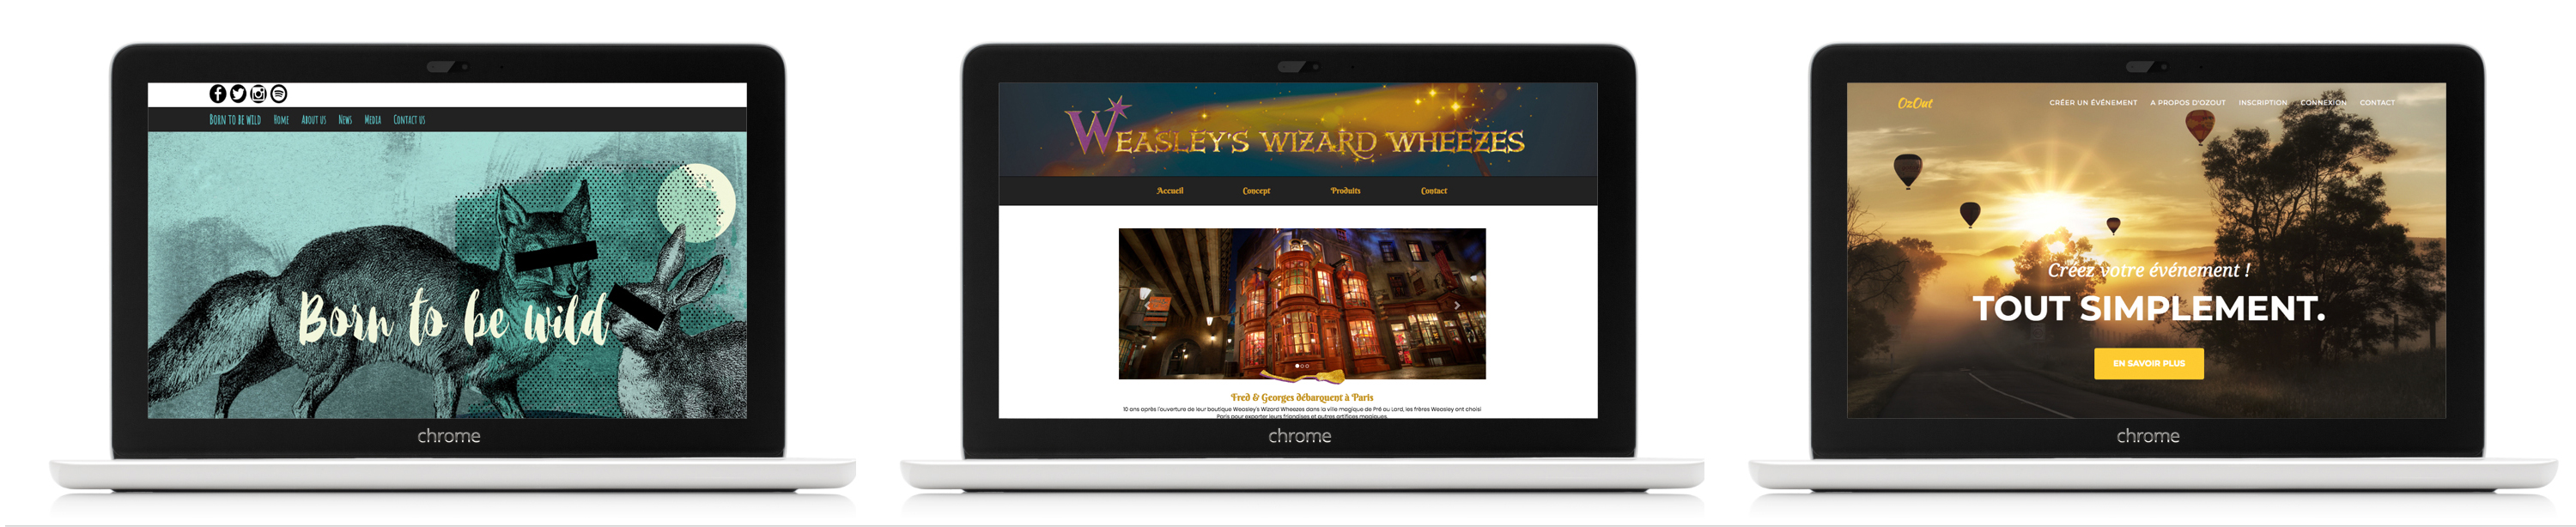 BORN TO BE WILD HOME ABOUT US NEWS MEDIA CONTACT US
Born to be wild
chrome
WEASLEY'S WIZARD WHEEZES
Accueil Concept Produits Contact
Fred & Georges débarquent à Paris
10 ans après l'ouverture de leur boutique Weasley's Wizard Wheezes dans la ville magique de Pré au Lard, les frères Weasley ont choisi
Paris pour exporter leurs friandises et autres artifices magiques.
chrome
OzOut
CRÉER UN ÉVÉNEMENT A PROPOS D'OZOUT INSCRIPTION CONNEXION CONTACT
Créez votre événement !
TOUT SIMPLEMENT.
EN SAVOIR PLUS
chrome